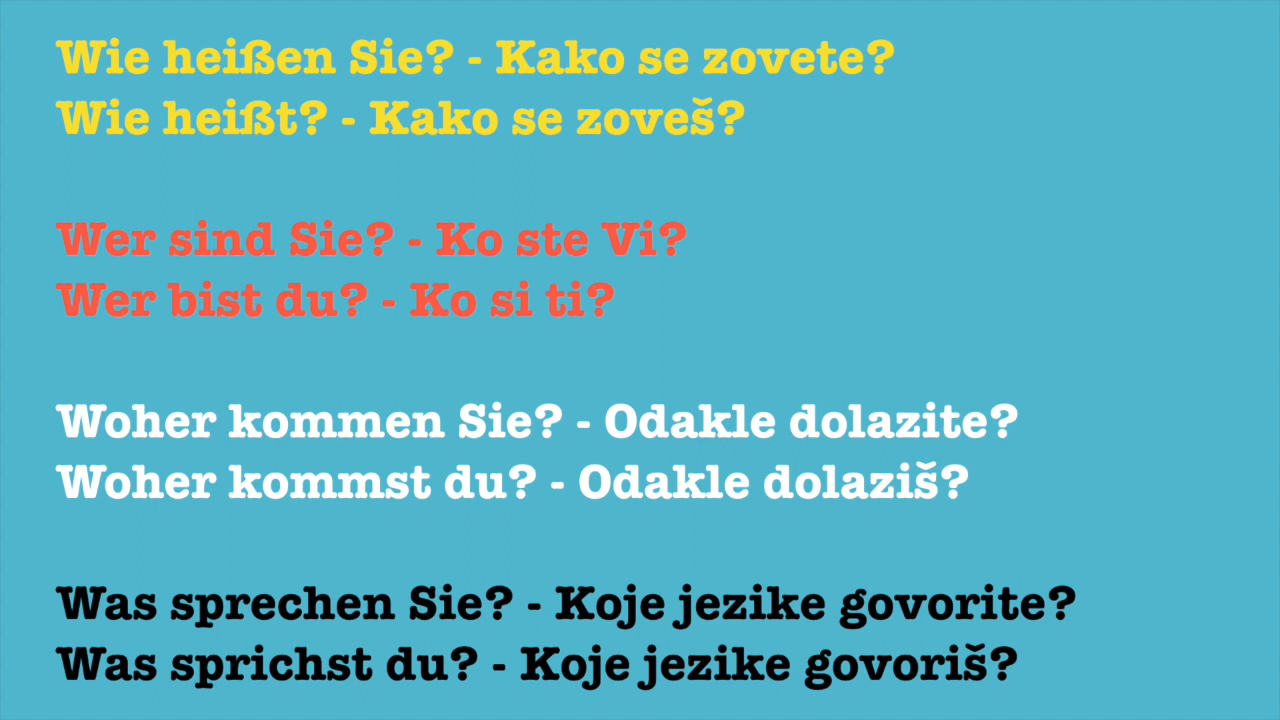 Wie heißen Sie? - Kako se zovete?
Wie heißt? - Kako se zoveš?
Wer sind Sie? - Ko ste Vi?
Wer bist du? - Ko si ti?
Woher kommen Sie? - Odakle dolazite?
Woher kommst du? - Odakle dolaziš?
Was sprechen Sie? - Koje jezike govorite?
Was sprichst du? - Koje jezike govoriš?